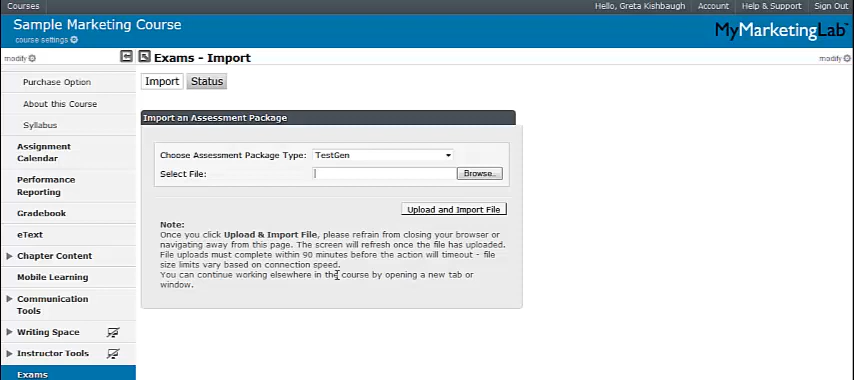 Courses
Hello, Greta Kishbaugh Account Help & Support Sign Out
Sample Marketing Course
course settings
MyMarketingLab™
modify
Exams - Import
modify
Import Status
Purchase Option
About this Course
Syllabus
Assignment
Calendar
Performance
Reporting
Gradebook
eText
Chapter Content
Mobile Learning
Communication
Tools
Writing Space
Instructor Tools
Exams
Import an Assessment Package
Choose Assessment Package Type: TestGen
Select File: Browse..
Upload and Import File
Note:
Once you click Upload & Import File, please refrain from closing your browser or
navigating away from this page. The screen will refresh once the file has uploaded.
File uploads must complete within 90 minutes before the action will timeout - file
size limits vary based on connection speed.
You can continue working elsewhere in the course by opening a new tab or
window.